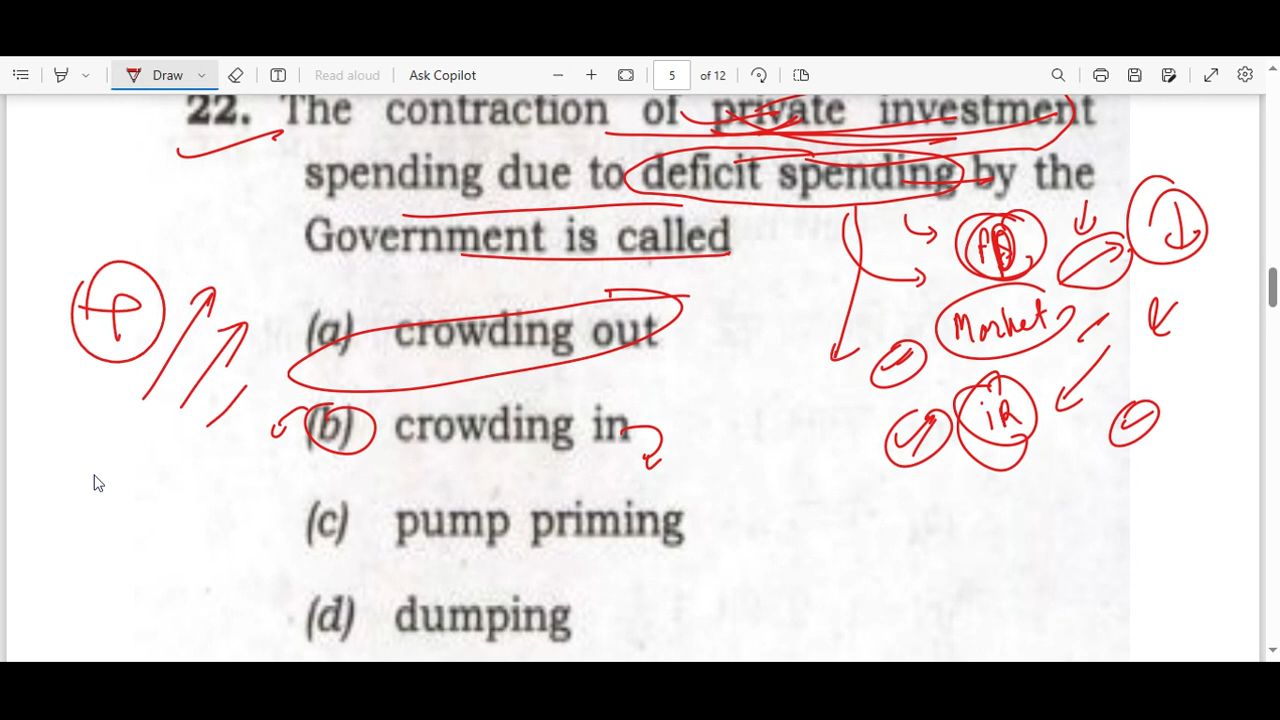 Draw
Read aloud
Ask Copilot
5 of 12
22. The contraction of private investment
spending due to deficit spending by the
Government is called
(a) crowding out
(b) crowding in
(c) pump priming
(d) dumping
Market
iR